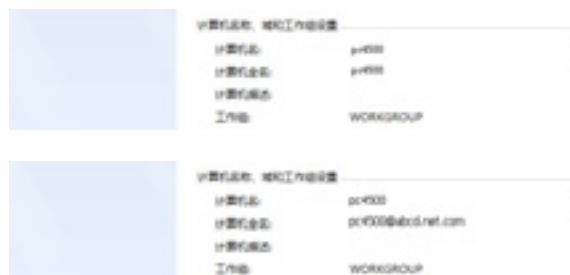 计算机名称、域和工作组设置
计算机名:
计算机全名:
计算机描述:
工作组: WORKGROUP
计算机名称、域和工作组设置
计算机名: pc4500
计算机全名: pc4500@abcd.net.com
计算机描述:
工作组: WORKGROUP